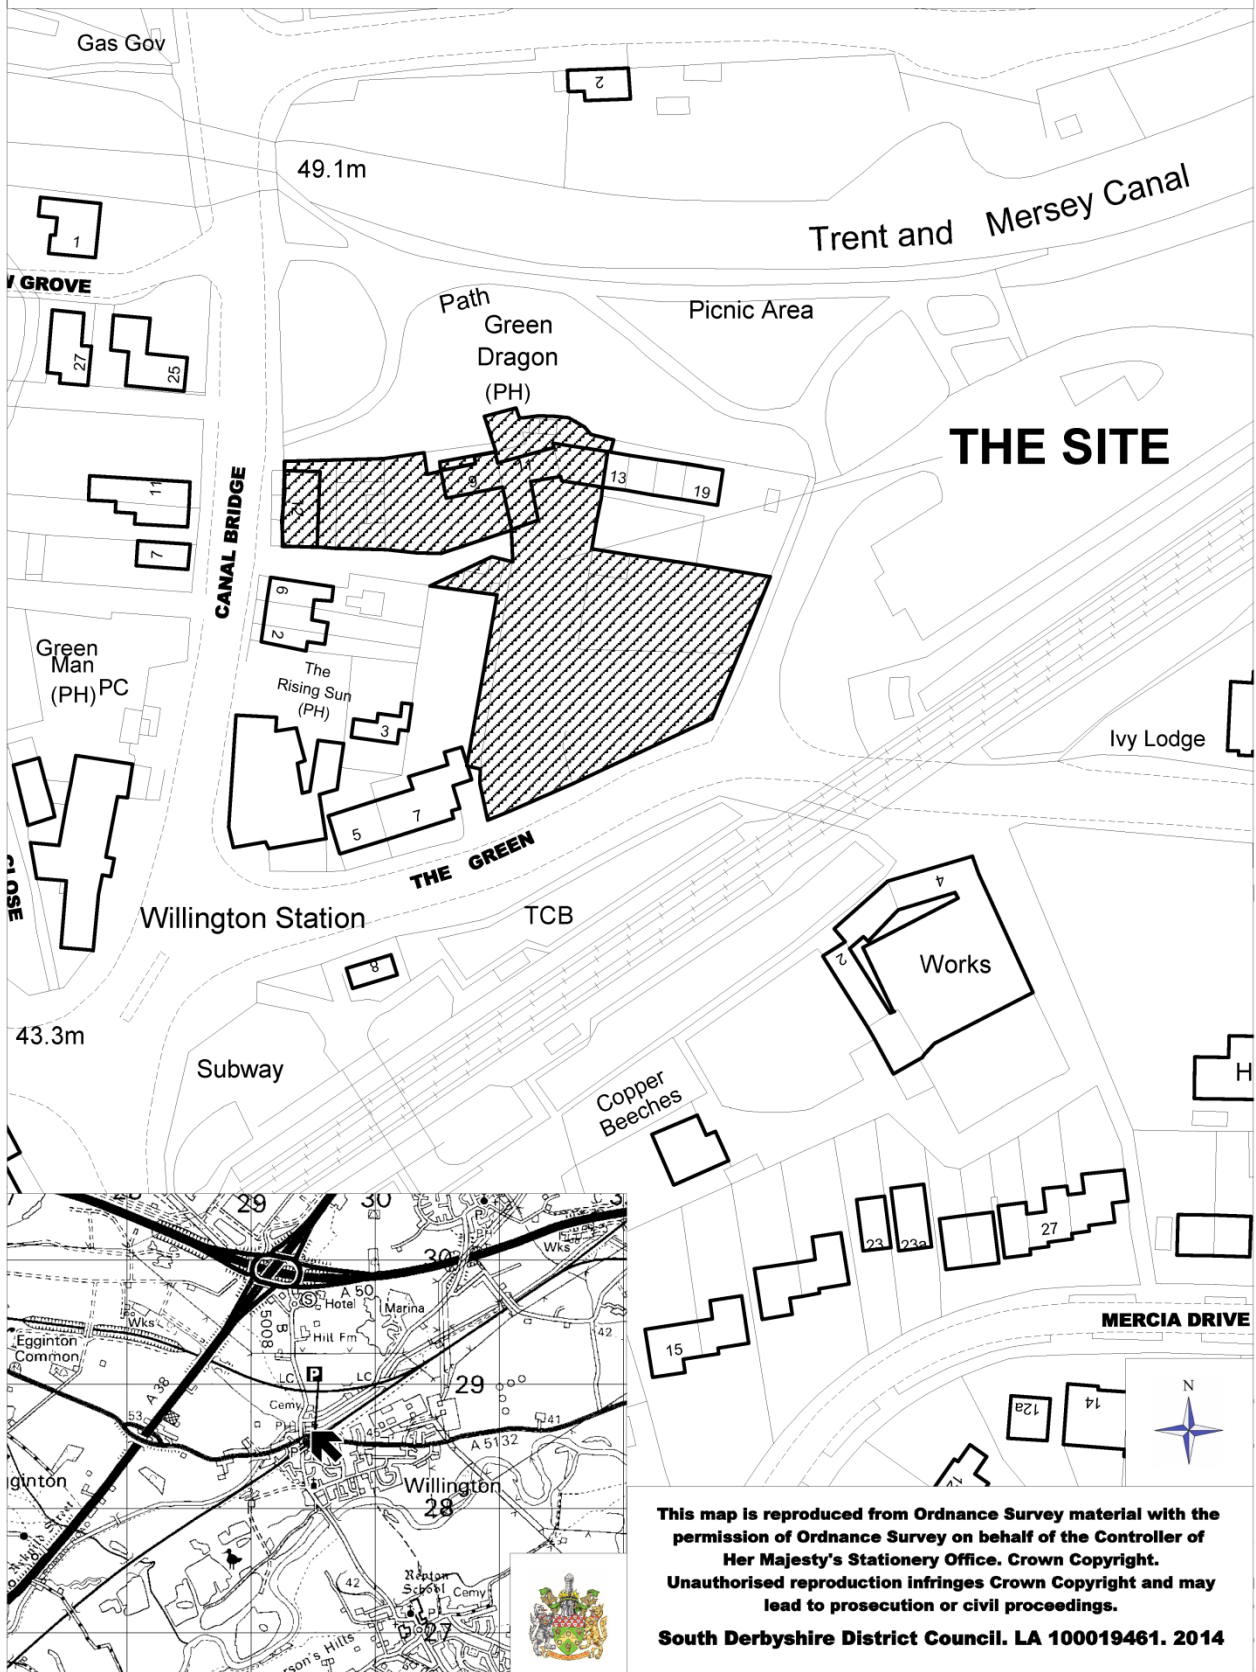 Gas Gov
2
49.1m
Trent and Mersey Canal
1
GROVE
Path
Picnic Area
Green
Dragon
(PH)
27
25
THE SITE
11
9
11
13
19
12
7
CANAL BRIDGE
6
2
Green
Man
(PH)
PC
The
Rising Sun
(PH)
3
Ivy Lodge
5
7
THE GREEN
CLOSE
Willington Station
TCB
4
2
Works
8
43.3m
Subway
Copper
Beeches
H
23
23a
27
15
MERCIA DRIVE
12a
14
N
29
30
30
Wks
A 50
S
Hotel
Marina
B
5008
Hill Fm
Wks
Egginton
Common
42
P
LC
LC
29
A 38
Cemy
PH
53
41
A 5132
Willington
28
Repton
School
Cemy
42
27
Hills
This map is reproduced from Ordnance Survey material with the
permission of Ordnance Survey on behalf of the Controller of
Her Majesty's Stationery Office. Crown Copyright.
Unauthorised reproduction infringes Crown Copyright and may
lead to prosecution or civil proceedings.
South Derbyshire District Council. LA 100019461. 2014